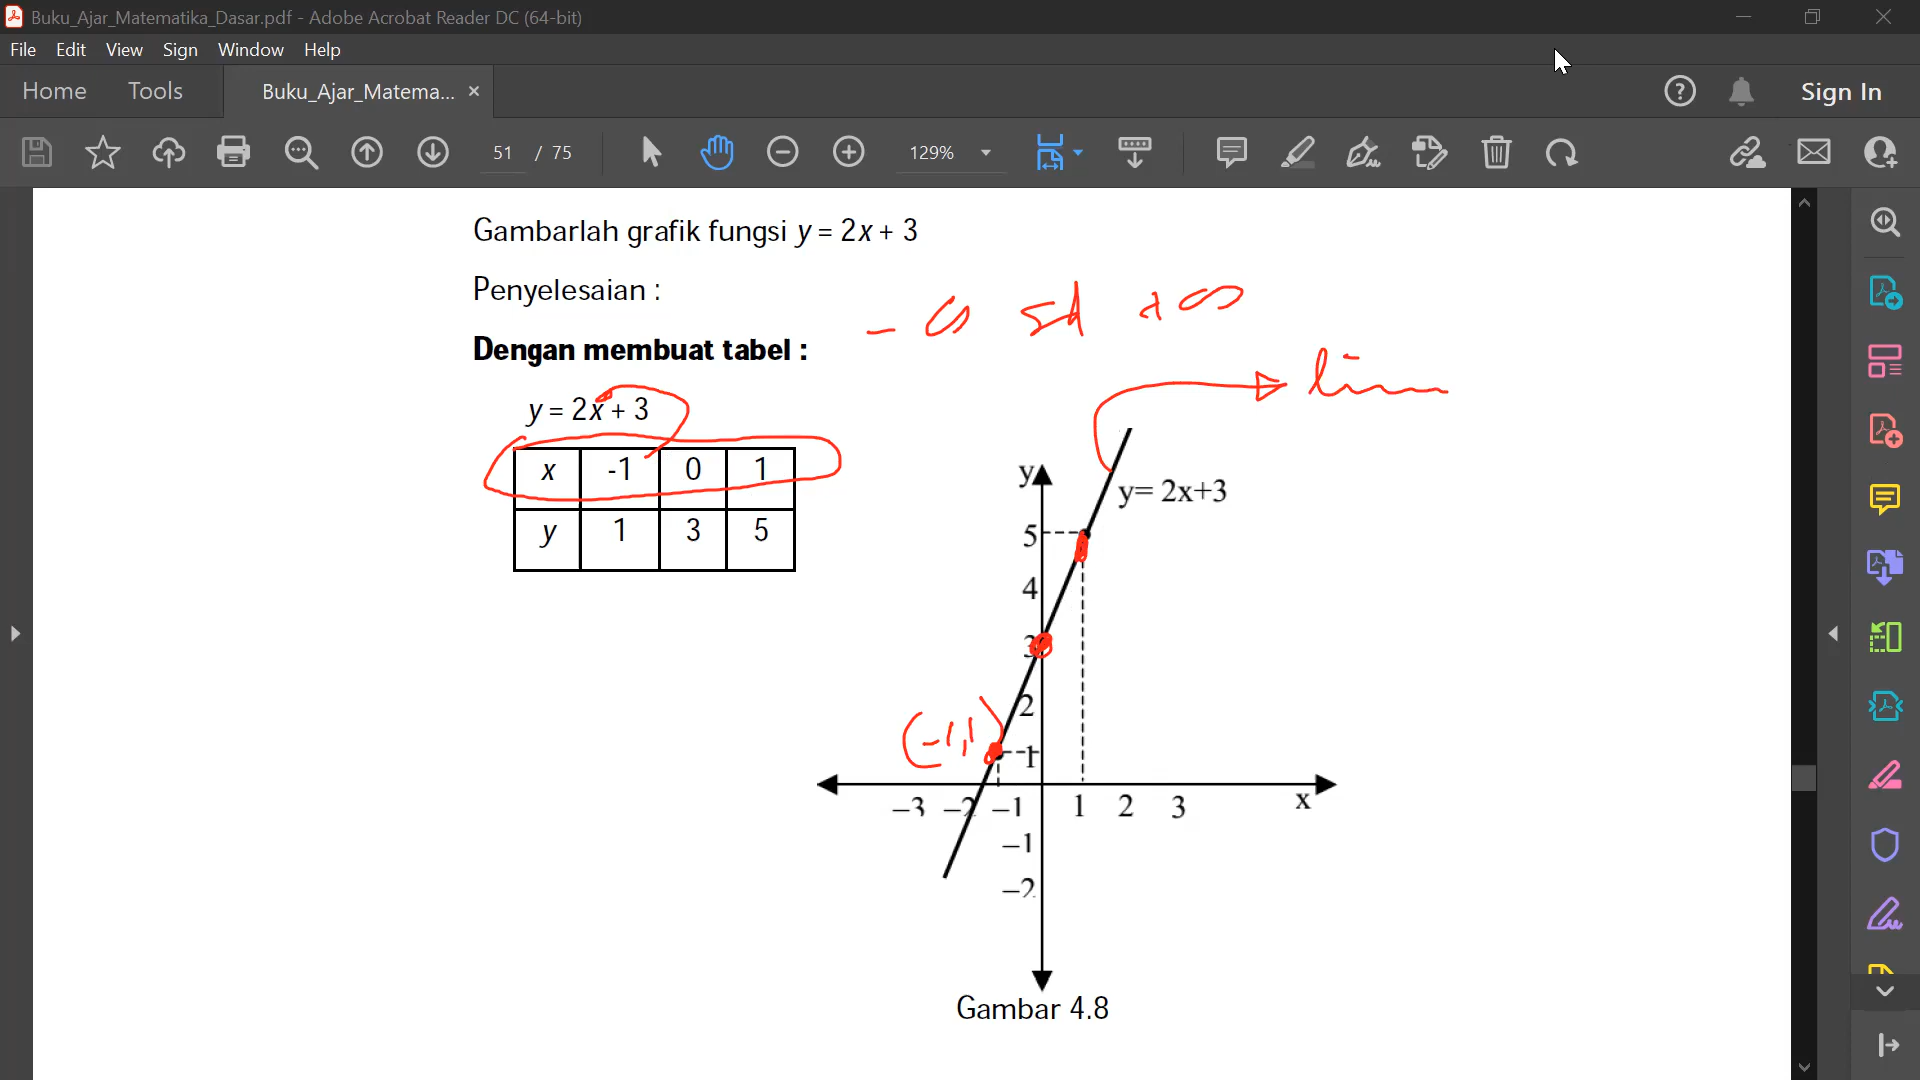 Buku_Ajar_Matematika_Dasar.pdf - Adobe Acrobat Reader DC (64-bit)
File Edit View Sign Window Help
Home Tools Buku_Ajar_Matema... × Sign In
51 / 75 129%
Gambarlah grafik fungsi y = 2x + 3
Penyelesaian :
- ∞ sd +∞
Dengan membuat tabel :
y = 2x + 3
x -1 0 1
y 1 3 5
y
y= 2x+3
5
4
3
2
(-1,1)
1
-3 -2 -1 1 2 3 x
-1
-2
Gambar 4.8